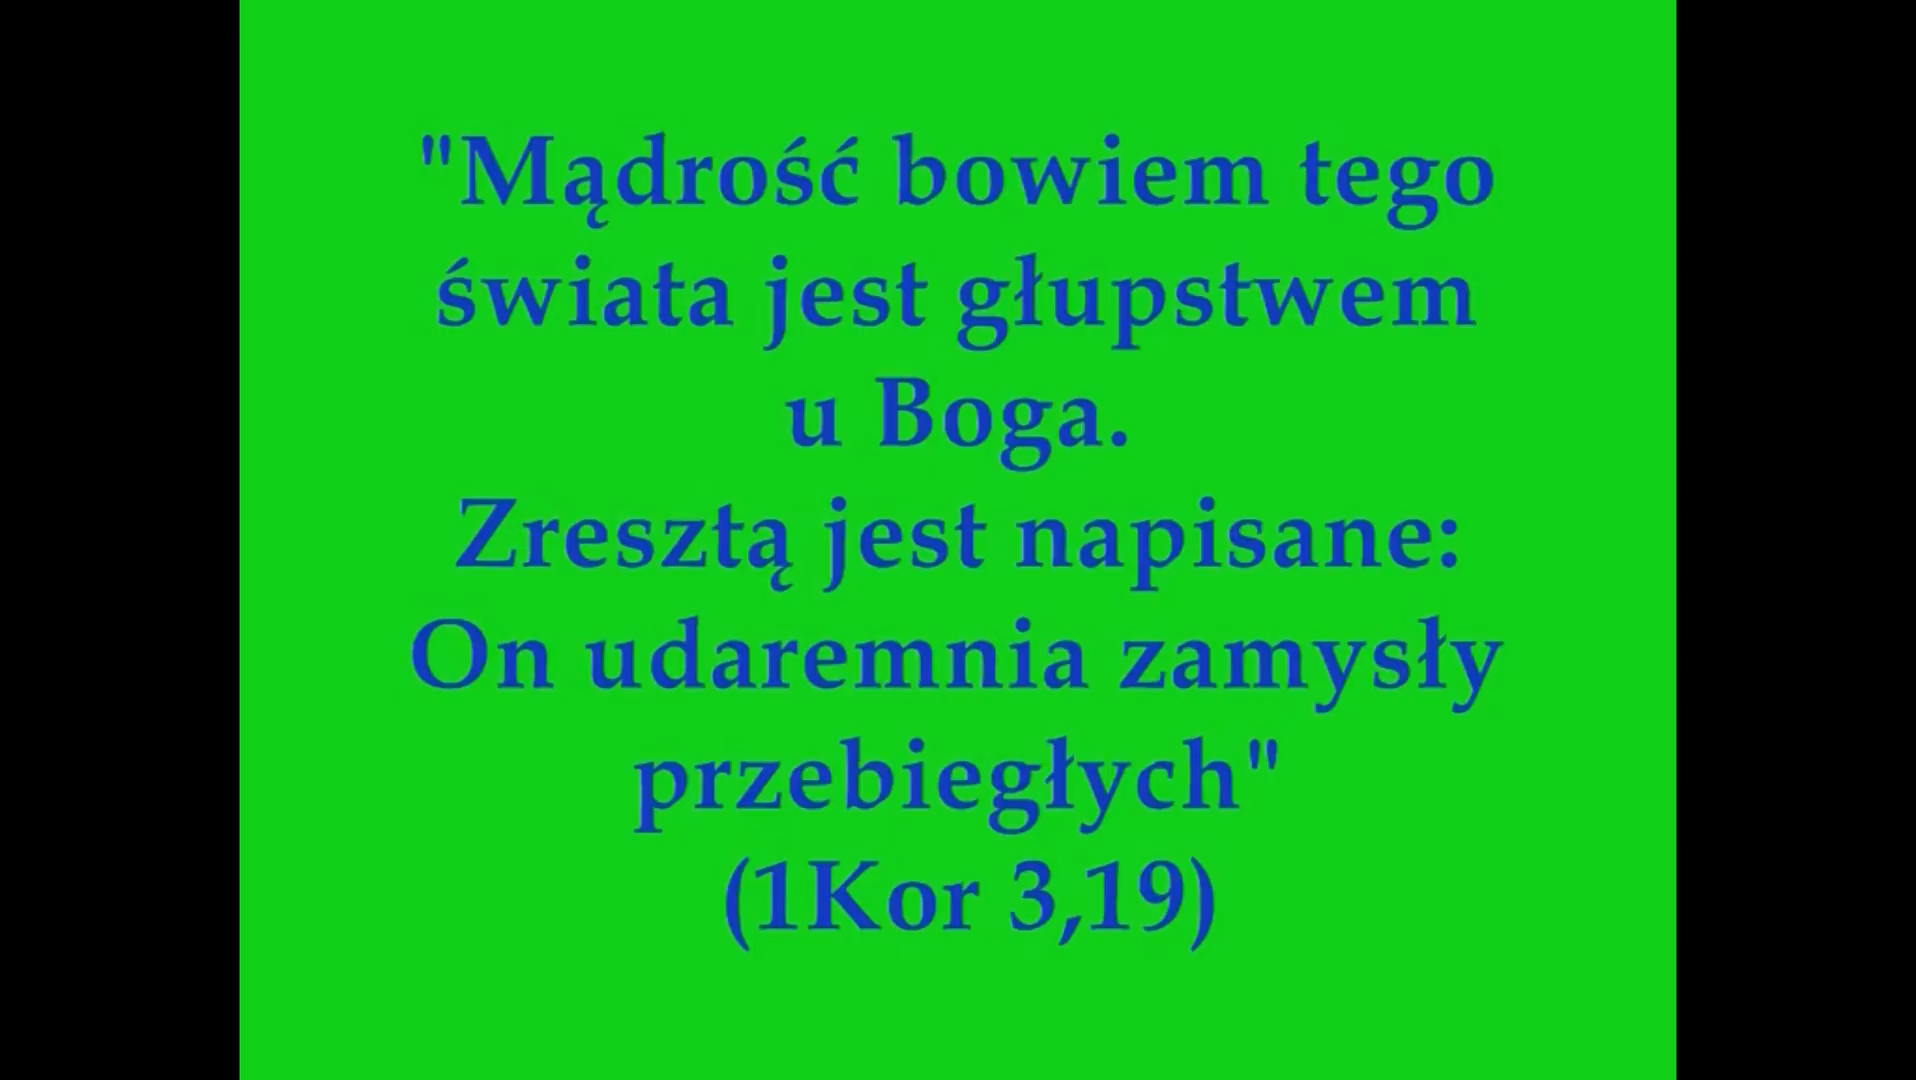 "Mądrość bowiem tego
świata jest głupstwem
u Boga.
Zresztą jest napisane:
On udaremnia zamysły
przebiegłych"
(1Kor 3,19)